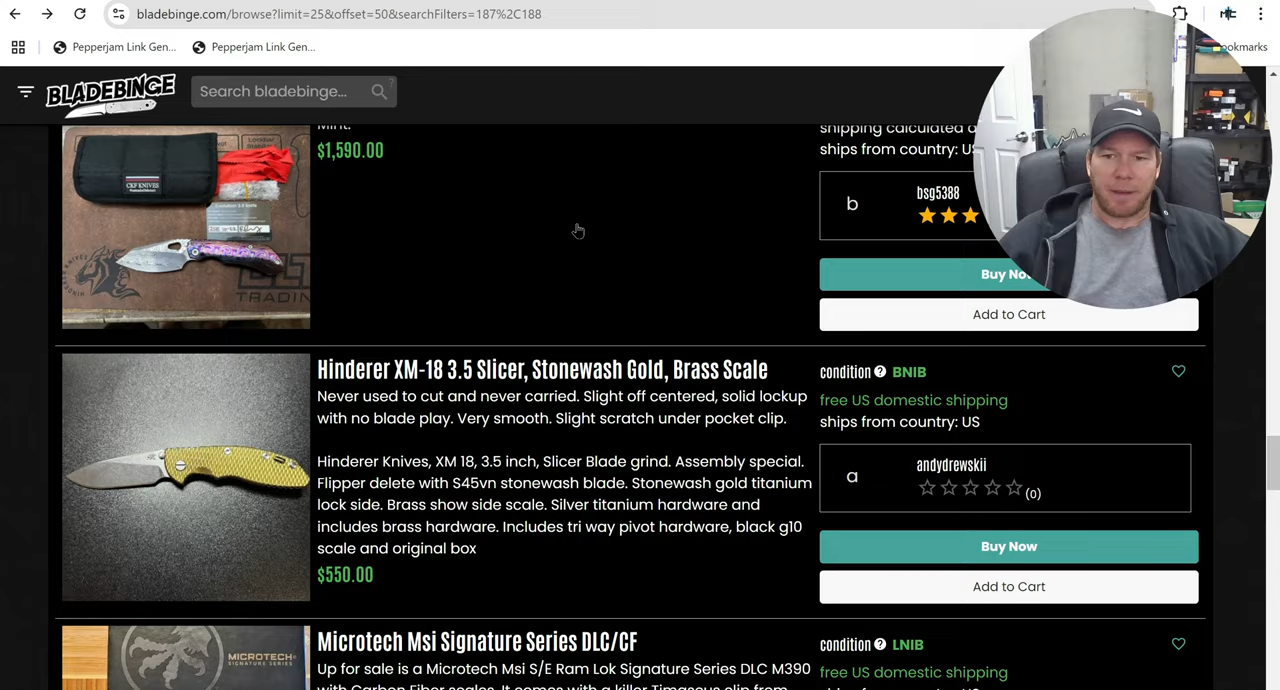 bladebinge.com/browse?limit=25&offset=50&searchFilters=187%2C188
Pepperjam Link Gen...
Pepperjam Link Gen...
ookmarks
BLADEBINGE
Search bladebinge...
CKF KNIVES
$1,590.00
shipping calculated a
ships from country: US
b
bsg5388
Buy Now
Add to Cart
Hinderer XM-18 3.5 Slicer, Stonewash Gold, Brass Scale
Never used to cut and never carried. Slight off centered, solid lockup
with no blade play. Very smooth. Slight scratch under pocket clip.
Hinderer Knives, XM 18, 3.5 inch, Slicer Blade grind. Assembly special.
Flipper delete with S45vn stonewash blade. Stonewash gold titanium
lock side. Brass show side scale. Silver titanium hardware and
includes brass hardware. Includes tri way pivot hardware, black g10
scale and original box
$550.00
condition ? BNIB
free US domestic shipping
ships from country: US
a
andydrewskii
(0)
Buy Now
Add to Cart
MICROTECH
SIGNATURE SERIES
Microtech Msi Signature Series DLC/CF
Up for sale is a Microtech Msi S/E Ram Lok Signature Series DLC M390
with Carbon Fiber scales. It comes with a killer Timascus clip from
condition ? LNIB
free US domestic shipping